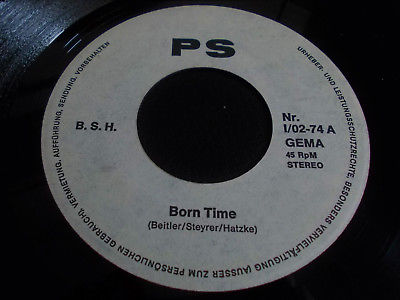 PS
B. S. H.
Nr.
I/02-74 A
GEMA
45 RpM
STEREO
Born Time
(Beitler/Steyrer/Hatzke)
URHEBER- UND LEISTUNGSSCHUTZRECHTE, BESONDERS VERVIELFÄLTIGUNG (AUSSER ZUM PERSÖNLICHEN GEBRAUCH), VERMIETUNG, AUFFÜHRUNG, SENDUNG, VORBEHALTEN